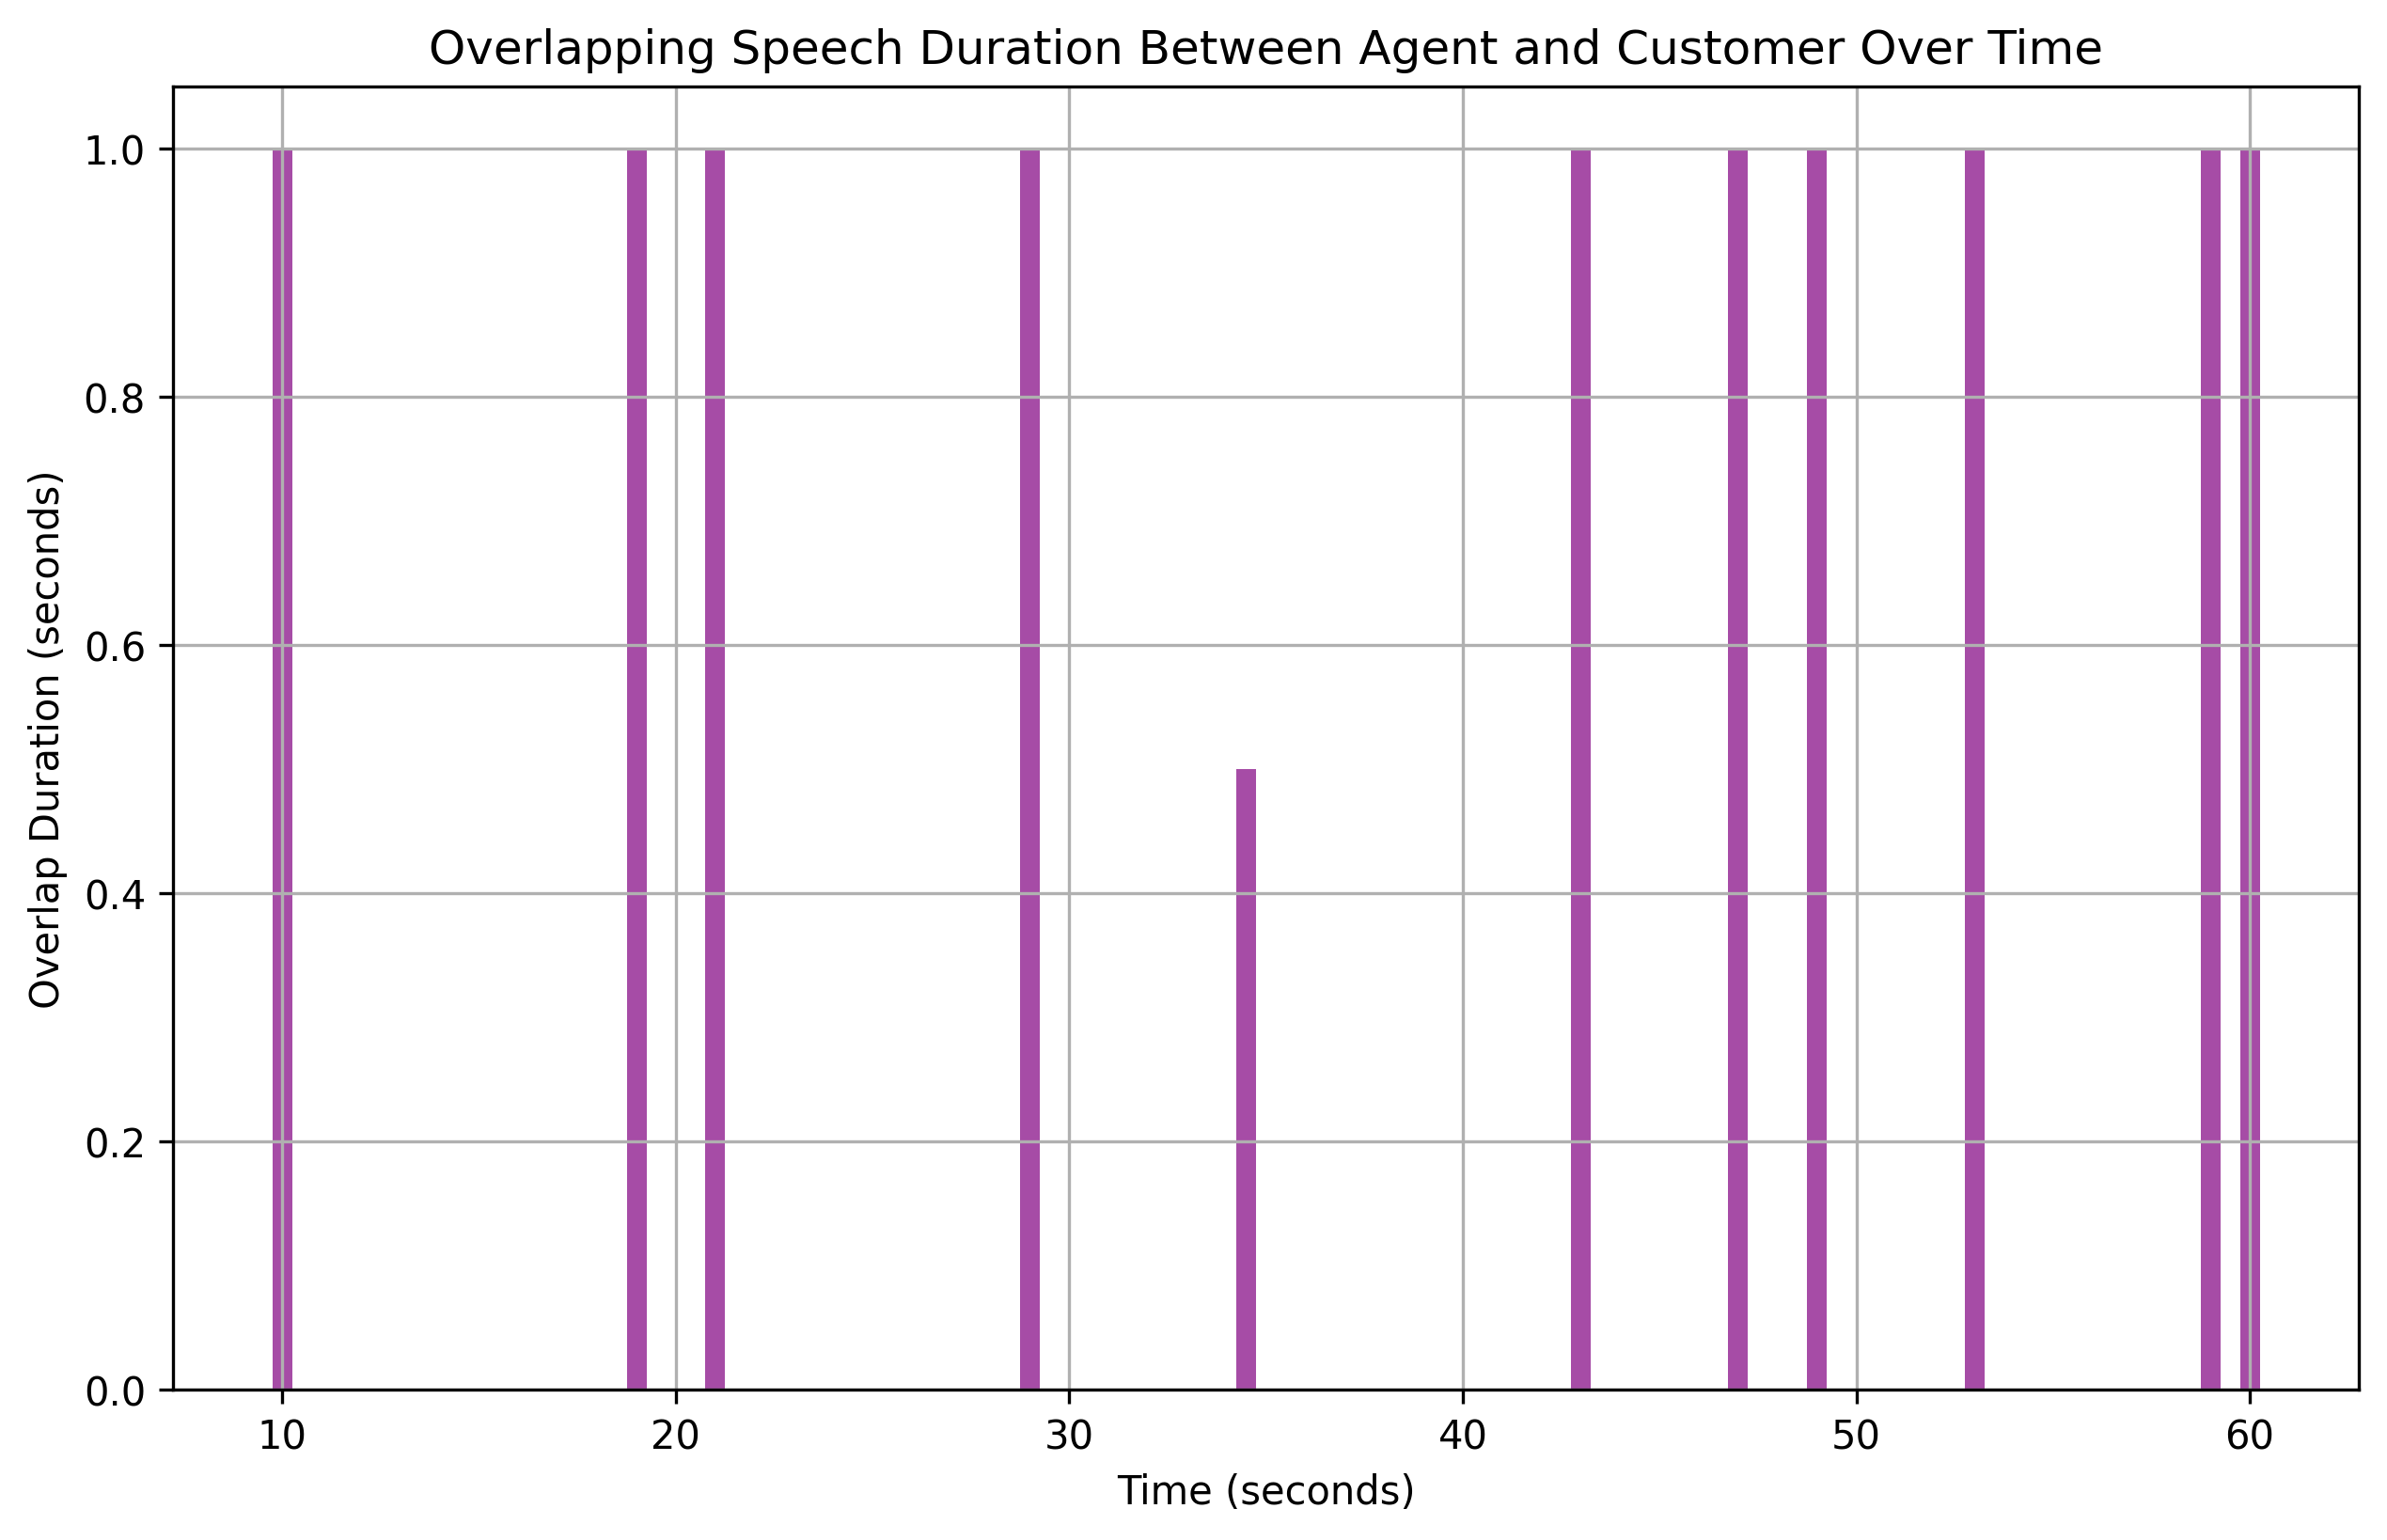 Overlapping Speech Duration Between Agent and Customer Over Time
1.0
0.8
0.6
0.4
0.2
0.0
Overlap Duration (seconds)
10 20 30 40 50 60
Time (seconds)